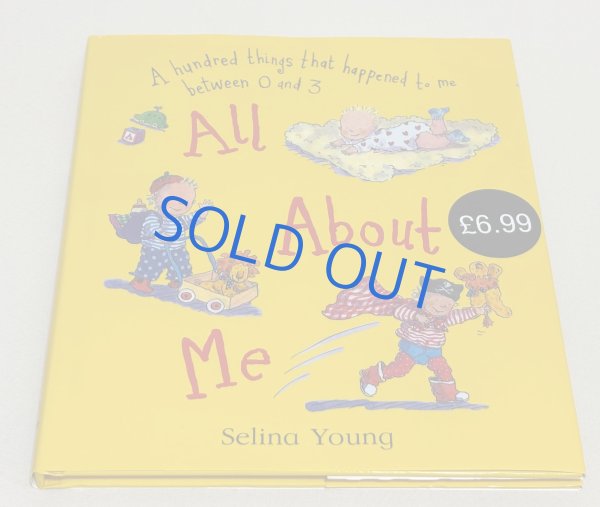 A hundred things that happened to me
between 0 and 3
All
About
£6.99
SOLD OUT
Me
Selina Young
A